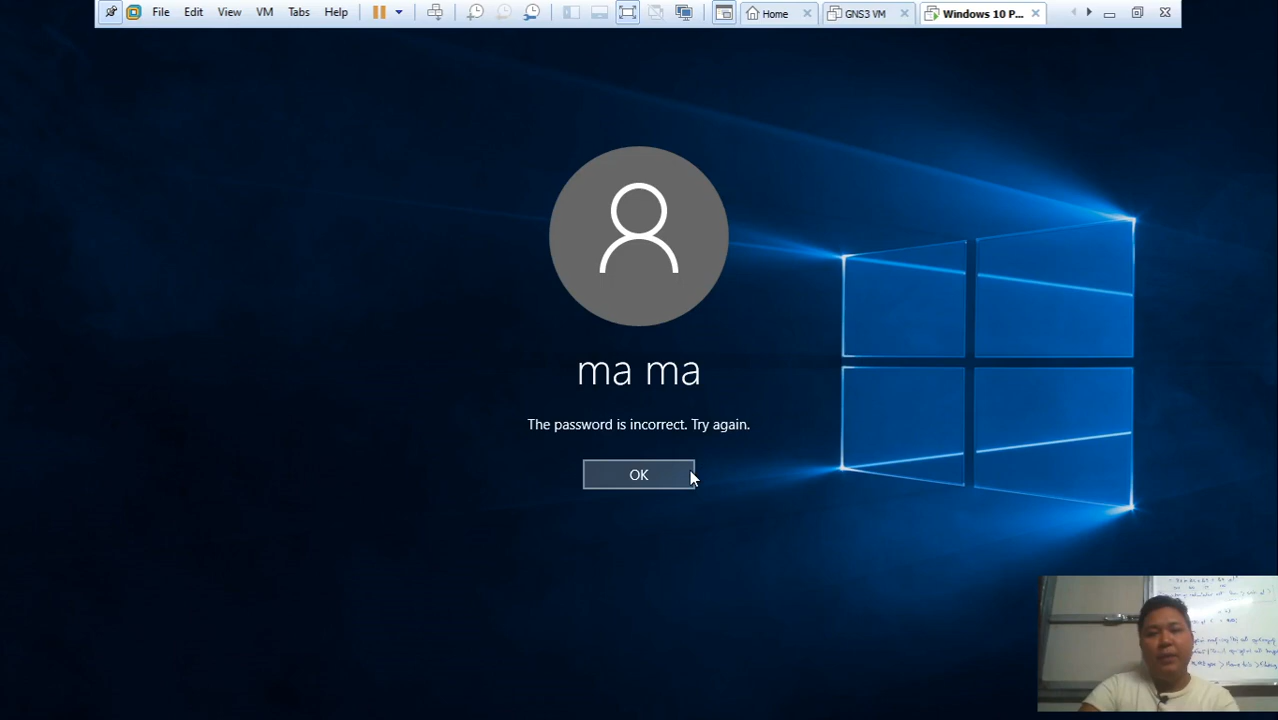 File Edit View VM Tabs Help
Home GNS3 VM Windows 10 P...
ma ma
The password is incorrect. Try again.
OK